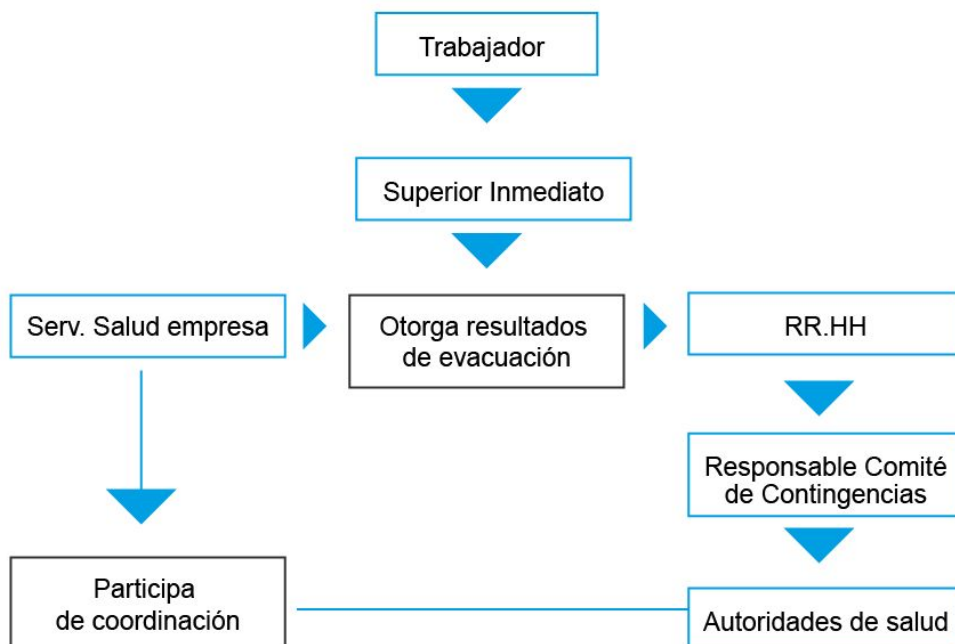 Trabajador
Superior Inmediato
Serv. Salud empresa
Otorga resultados
de evacuación
RR.HH
Responsable Comité
de Contingencias
Participa
de coordinación
Autoridades de salud